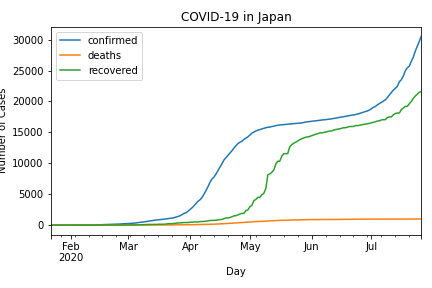 COVID-19 in Japan
confirmed
deaths
recovered
30000
25000
20000
15000
10000
5000
0
Number of Cases
Feb
2020
Mar
Apr
May
Jun
Jul
Day